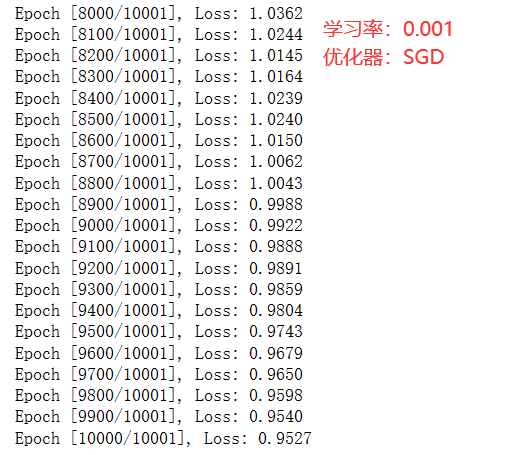 Epoch [8000/10001], Loss: 1.0362
Epoch [8100/10001], Loss: 1.0244
Epoch [8200/10001], Loss: 1.0145
Epoch [8300/10001], Loss: 1.0164
Epoch [8400/10001], Loss: 1.0239
Epoch [8500/10001], Loss: 1.0240
Epoch [8600/10001], Loss: 1.0150
Epoch [8700/10001], Loss: 1.0062
Epoch [8800/10001], Loss: 1.0043
Epoch [8900/10001], Loss: 0.9988
Epoch [9000/10001], Loss: 0.9922
Epoch [9100/10001], Loss: 0.9888
Epoch [9200/10001], Loss: 0.9891
Epoch [9300/10001], Loss: 0.9859
Epoch [9400/10001], Loss: 0.9804
Epoch [9500/10001], Loss: 0.9743
Epoch [9600/10001], Loss: 0.9679
Epoch [9700/10001], Loss: 0.9650
Epoch [9800/10001], Loss: 0.9598
Epoch [9900/10001], Loss: 0.9540
Epoch [10000/10001], Loss: 0.9527
学习率：0.001
优化器：SGD